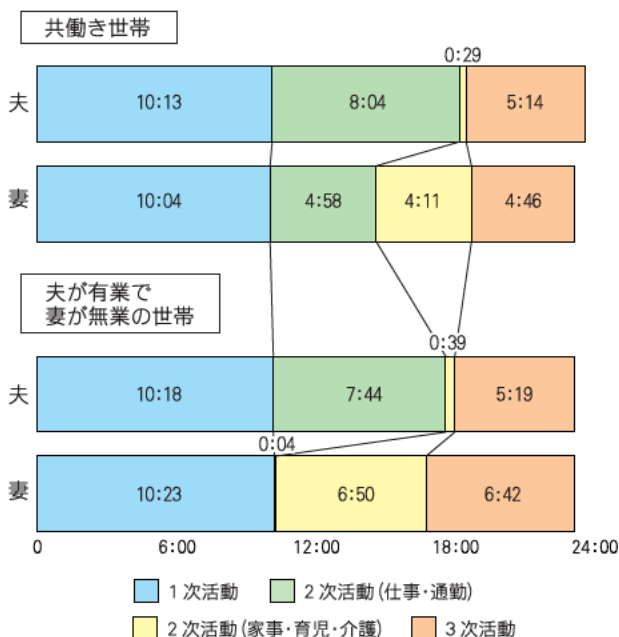 共働き世帯
0:29
夫 10:13 8:04 5:14
妻 10:04 4:58 4:11 4:46
夫が有業で
妻が無業の世帯
0:39
夫 10:18 7:44 5:19
0:04
妻 10:23 6:50 6:42
0 6:00 12:00 18:00 24:00
1次活動 2次活動(仕事・通勤)
2次活動(家事・育児・介護) 3次活動